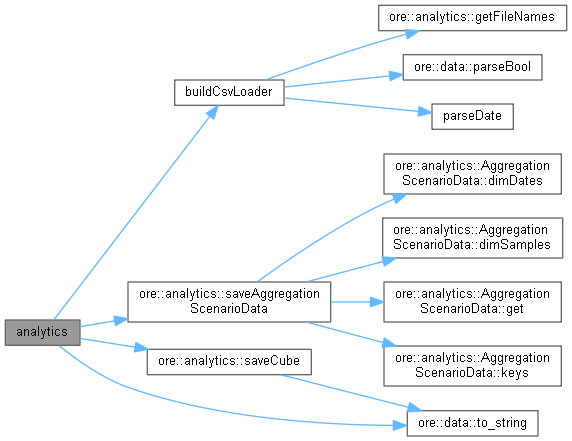 ore::analytics::getFileNames
ore::data::parseBool
buildCsvLoader
parseDate
ore::analytics::Aggregation
ScenarioData::dimDates
ore::analytics::Aggregation
ScenarioData::dimSamples
ore::analytics::saveAggregation
ScenarioData
ore::analytics::Aggregation
ScenarioData::get
analytics
ore::analytics::saveCube
ore::analytics::Aggregation
ScenarioData::keys
ore::data::to_string